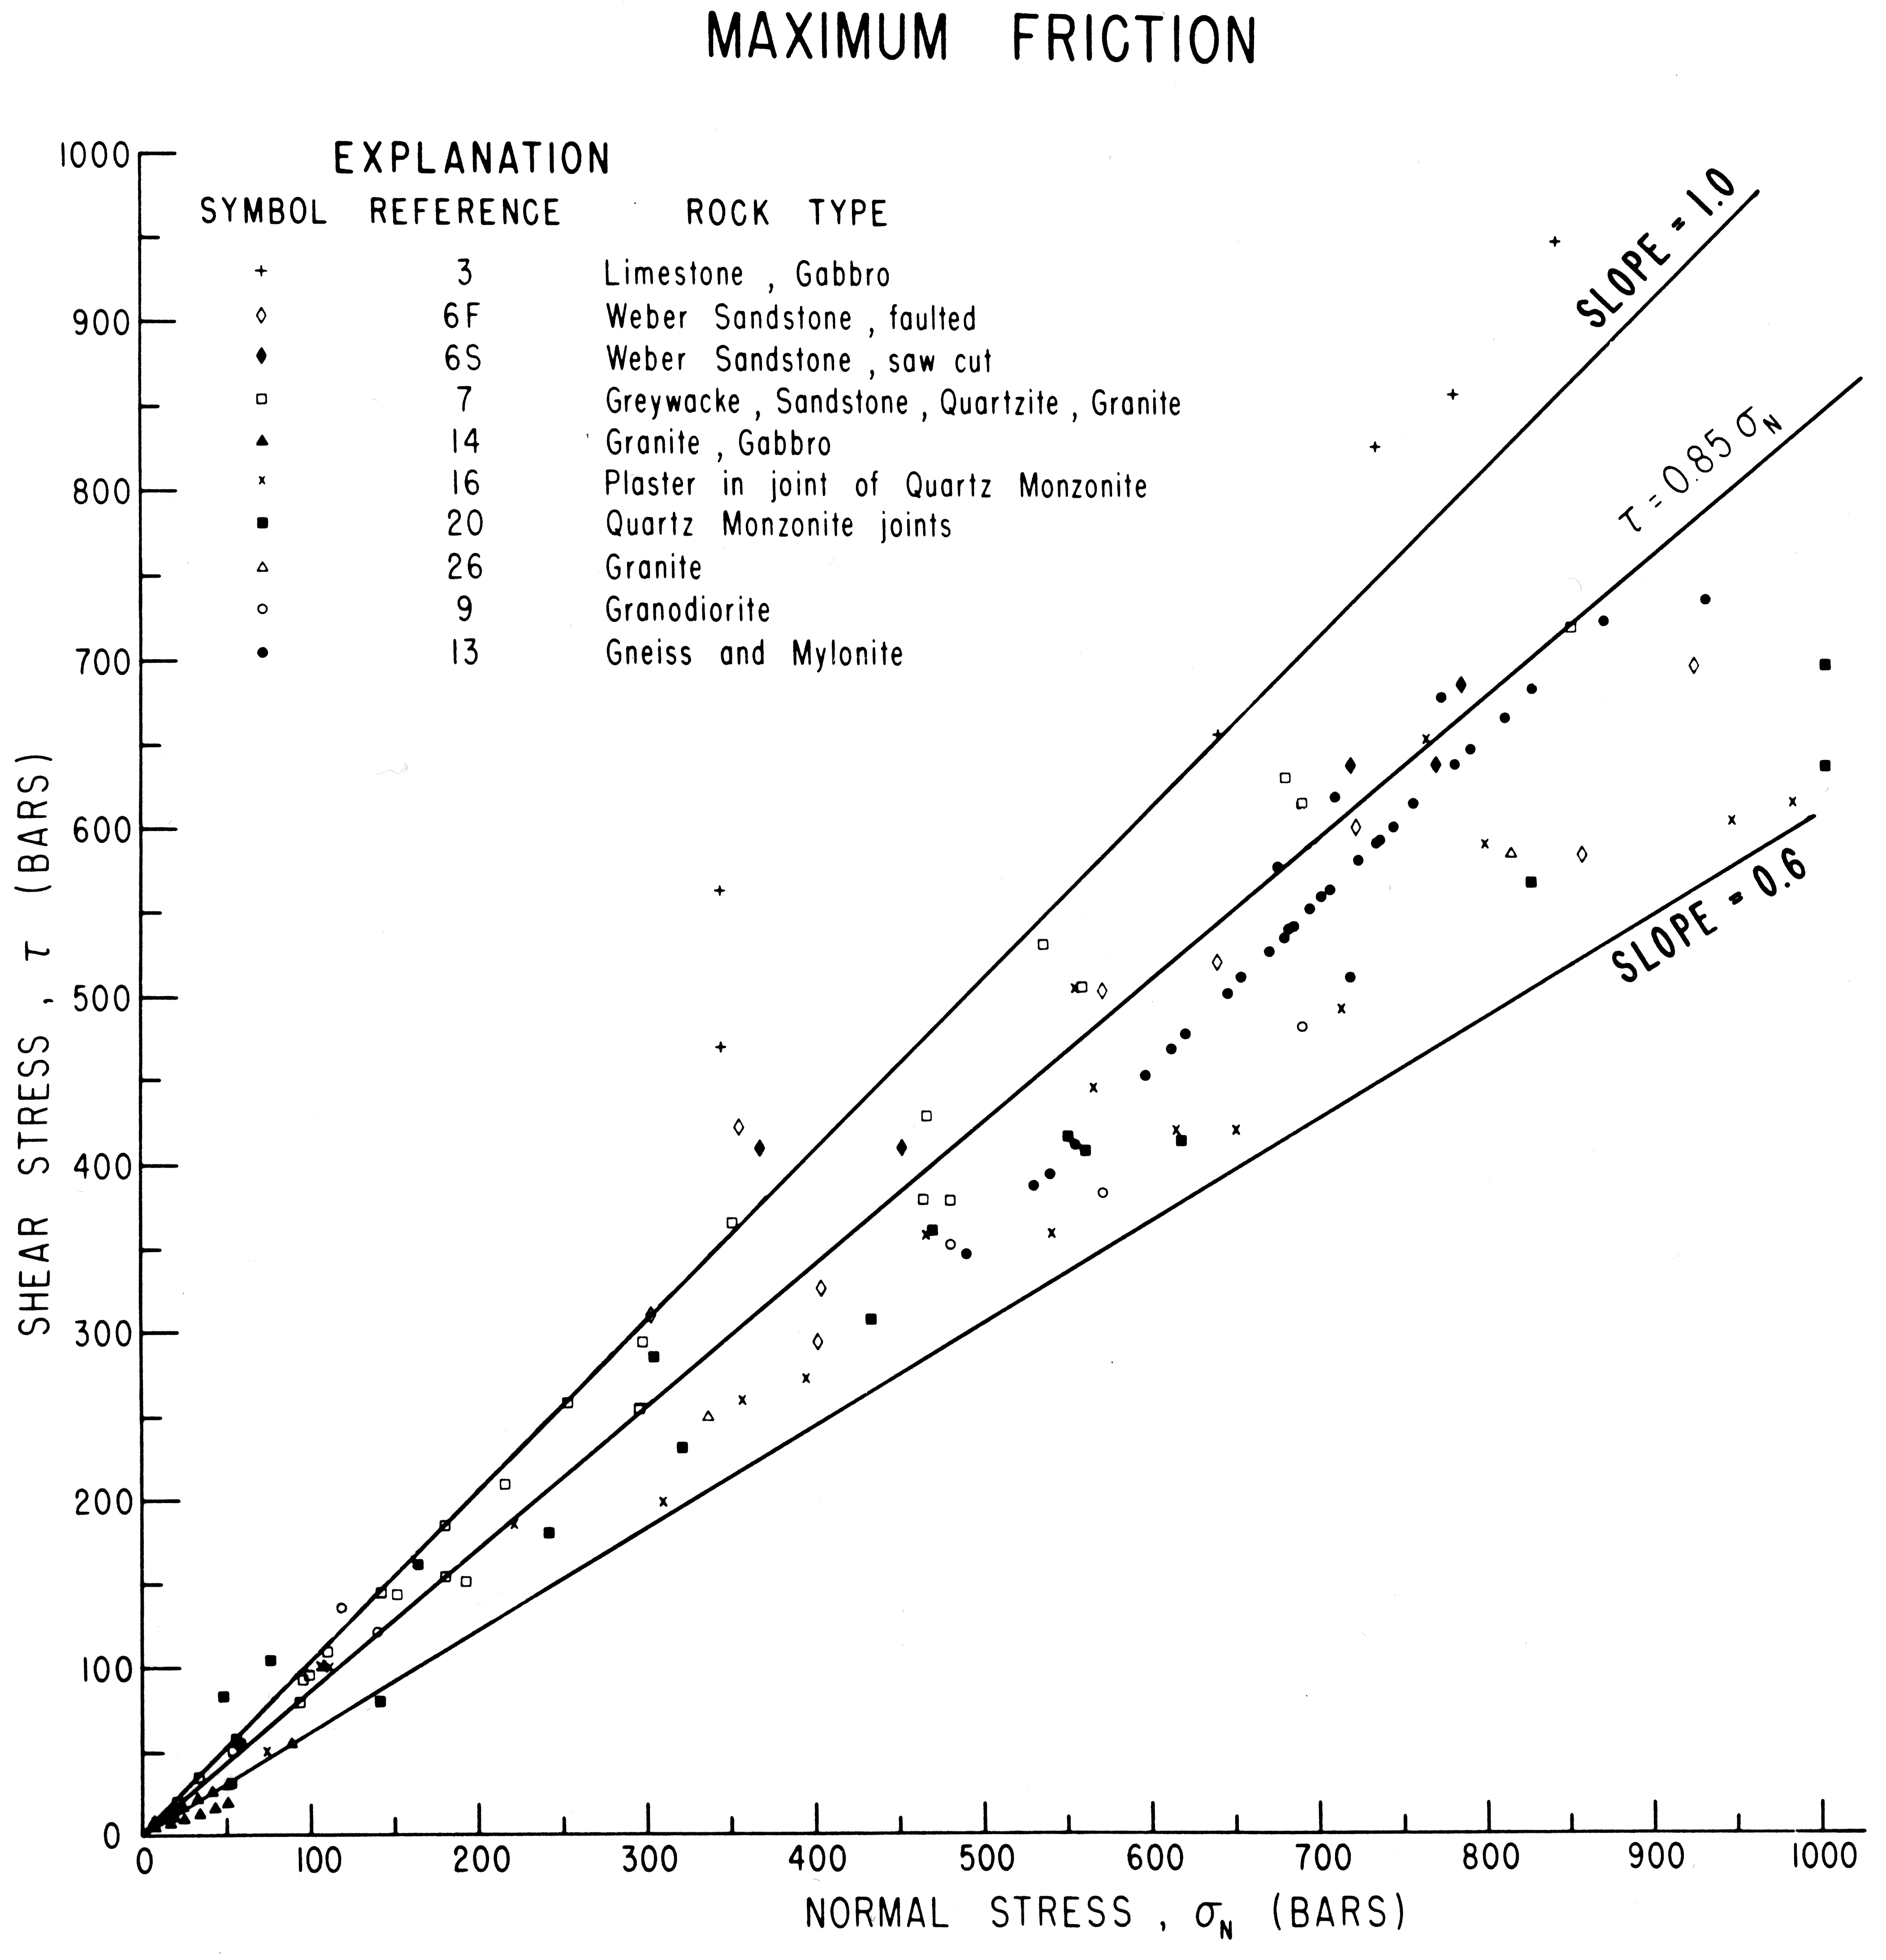 MAXIMUM FRICTION
EXPLANATION
SYMBOL REFERENCE ROCK TYPE
+ 3 Limestone , Gabbro
◊ 6F Weber Sandstone , faulted
♦ 6S Weber Sandstone , saw cut
□ 7 Greywacke , Sandstone , Quartzite , Granite
▲ 14 Granite , Gabbro
x 16 Plaster in joint of Quartz Monzonite
■ 20 Quartz Monzonite joints
△ 26 Granite
○ 9 Granodiorite
● 13 Gneiss and Mylonite
1000
900
800
700
600
500
400
300
200
100
0
SHEAR STRESS , τ (BARS)
SLOPE = 1.0
τ = 0.85 σN
SLOPE = 0.6
0 100 200 300 400 500 600 700 800 900 1000
NORMAL STRESS , σN (BARS)